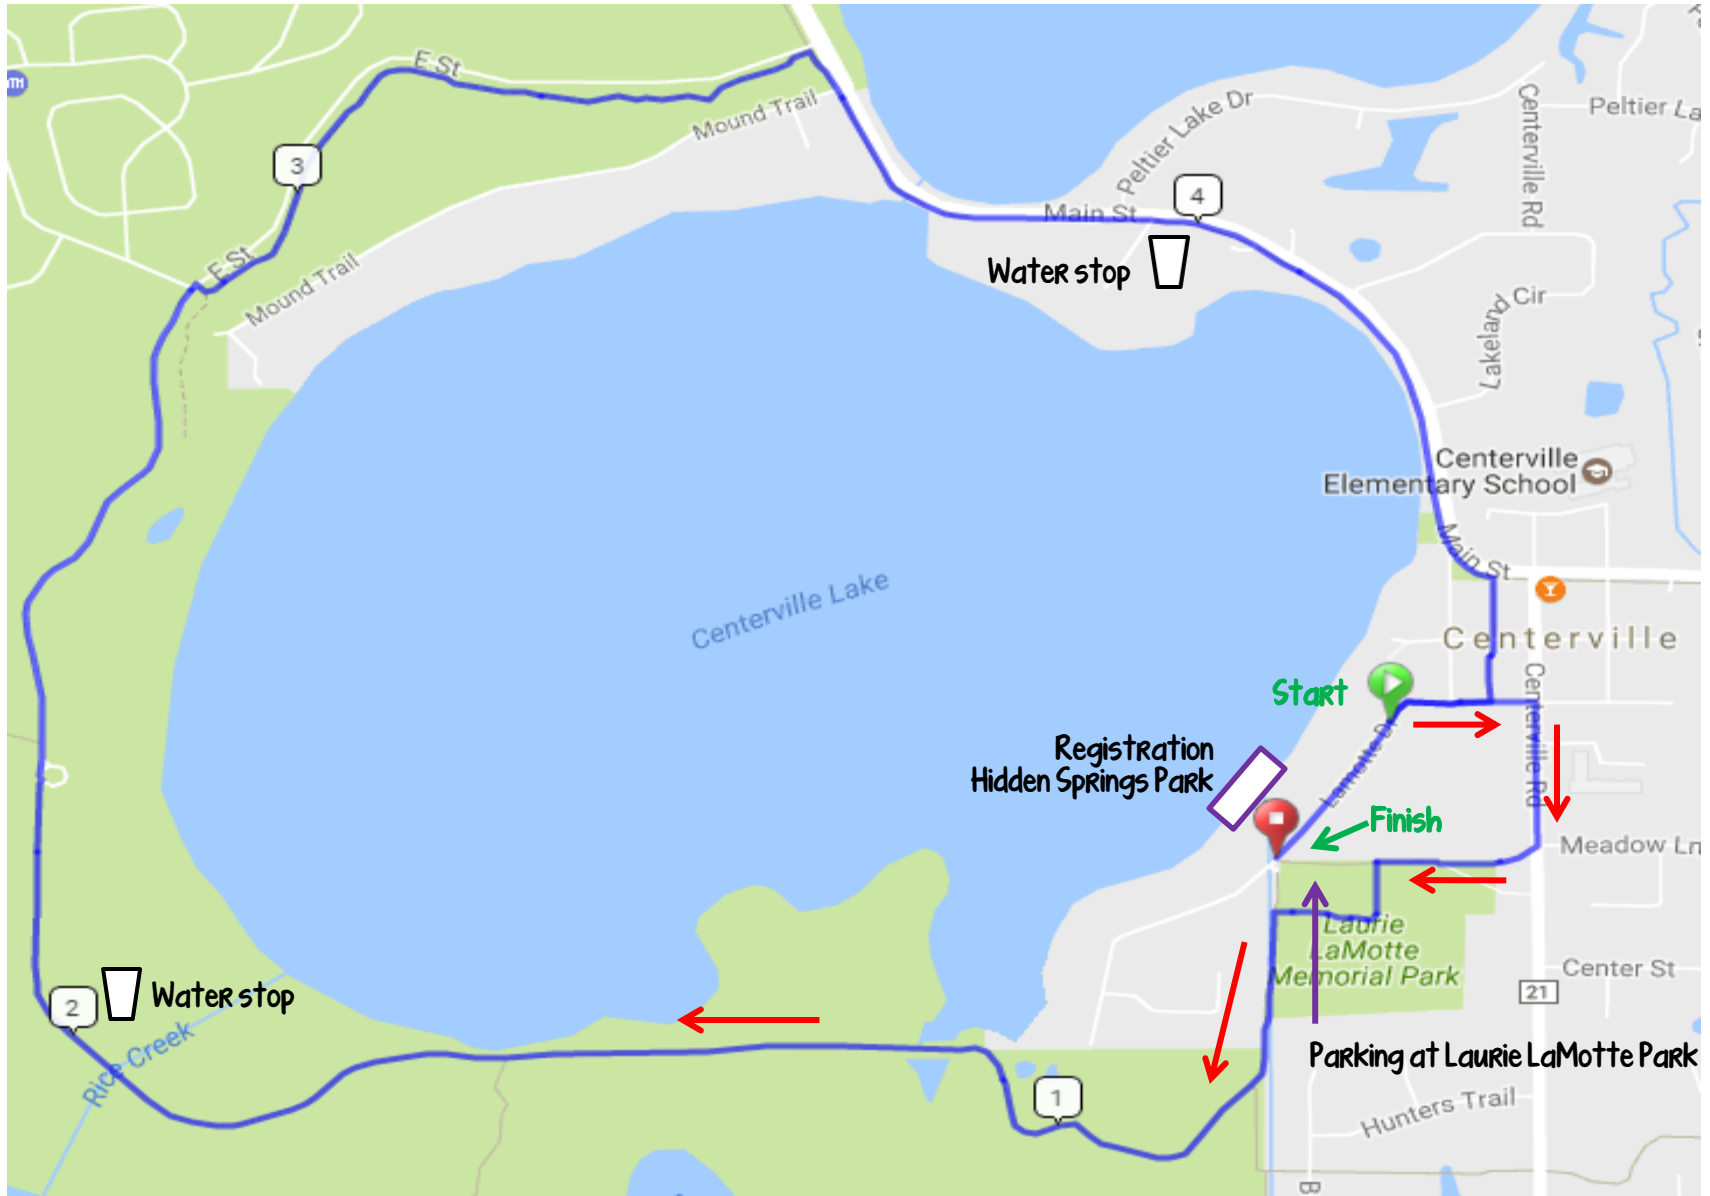 E St
TH
Mound Trail
Peltier Lake Dr
Centerville Rd
Peltier La
3
4
Main St
E St
Mound Trail
Water stop
Lakeland Cir
Centerville
Elementary School
Main St
Centerville Lake
Centerville
Start
Centerville Rd
Registration
Hidden Springs Park
Lamotte Dr
Finish
Meadow Ln
Laurie
LaMotte
Memorial Park
Center St
21
2
Water stop
Rice Creek
Parking at Laurie LaMotte Park
1
Hunters Trail
B